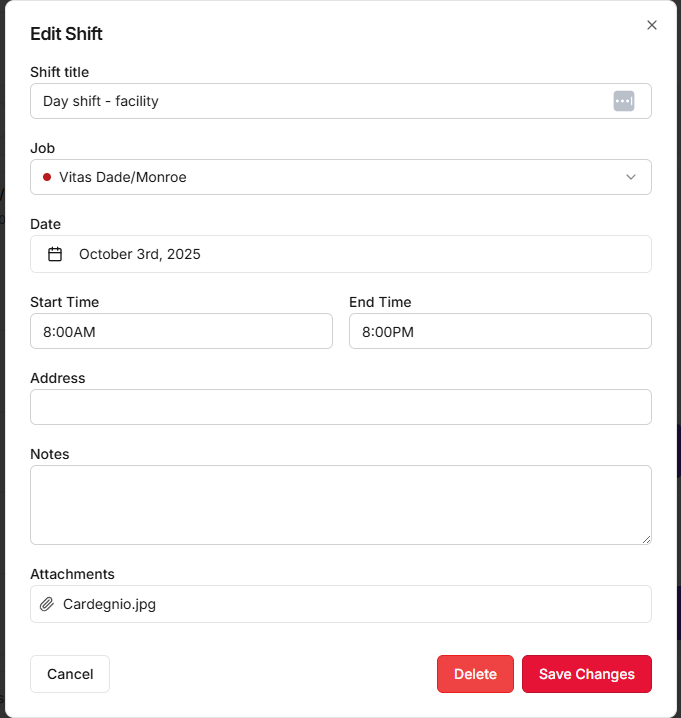 Edit Shift
Shift title
Day shift - facility
Job
Vitas Dade/Monroe
Date
October 3rd, 2025
Start Time End Time
8:00AM 8:00PM
Address
Notes
Attachments
Cardegnio.jpg
Cancel Delete Save Changes